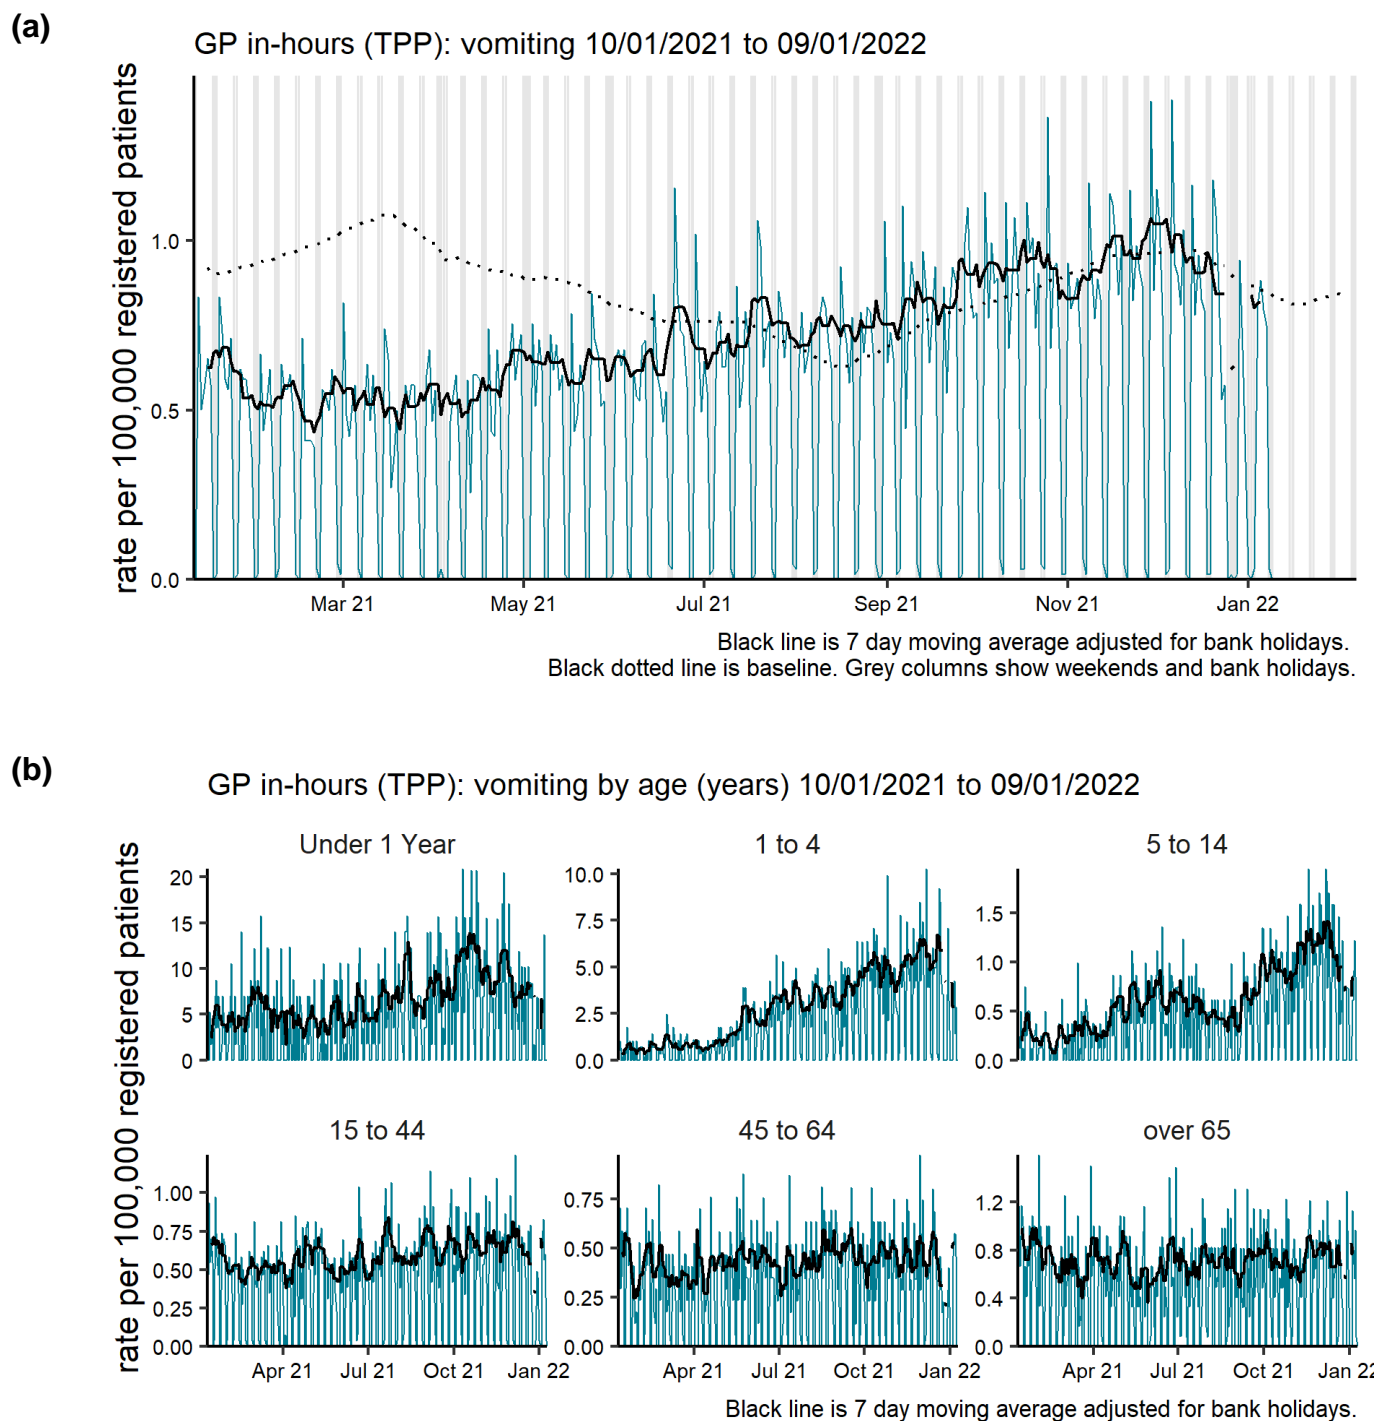 (a)
GP in-hours (TPP): vomiting 10/01/2021 to 09/01/2022
rate per 100,000 registered patients
1.0
0.5
0.0
Mar 21 May 21 Jul 21 Sep 21 Nov 21 Jan 22
Black line is 7 day moving average adjusted for bank holidays.
Black dotted line is baseline. Grey columns show weekends and bank holidays.
(b)
GP in-hours (TPP): vomiting by age (years) 10/01/2021 to 09/01/2022
rate per 100,000 registered patients
Under 1 Year
20
15
10
5
0
1 to 4
10.0
7.5
5.0
2.5
0.0
5 to 14
1.5
1.0
0.5
0.0
15 to 44
1.00
0.75
0.50
0.25
0.00
Apr 21 Jul 21 Oct 21 Jan 22
45 to 64
0.75
0.50
0.25
0.00
Apr 21 Jul 21 Oct 21 Jan 22
over 65
1.2
0.8
0.4
0.0
Apr 21 Jul 21 Oct 21 Jan 22
Black line is 7 day moving average adjusted for bank holidays.